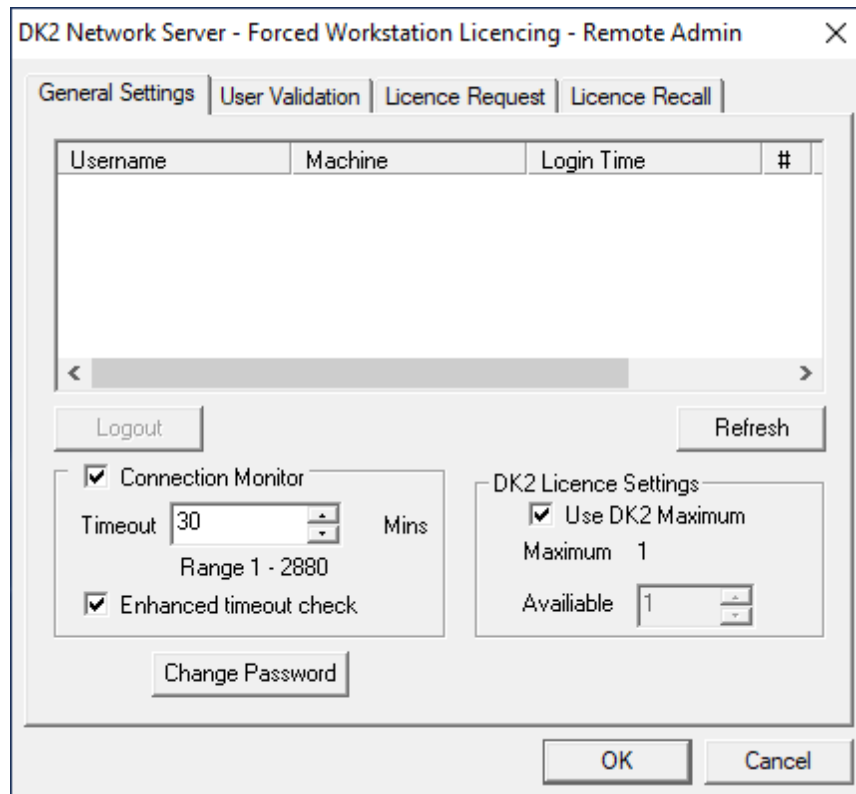 DK2 Network Server - Forced Workstation Licencing - Remote Admin
General Settings User Validation Licence Request Licence Recall
Username Machine Login Time #
Logout Refresh
Connection Monitor
Timeout 30 Mins
Range 1 - 2880
Enhanced timeout check
DK2 Licence Settings
Use DK2 Maximum
Maximum 1
Availiable 1
Change Password
OK Cancel